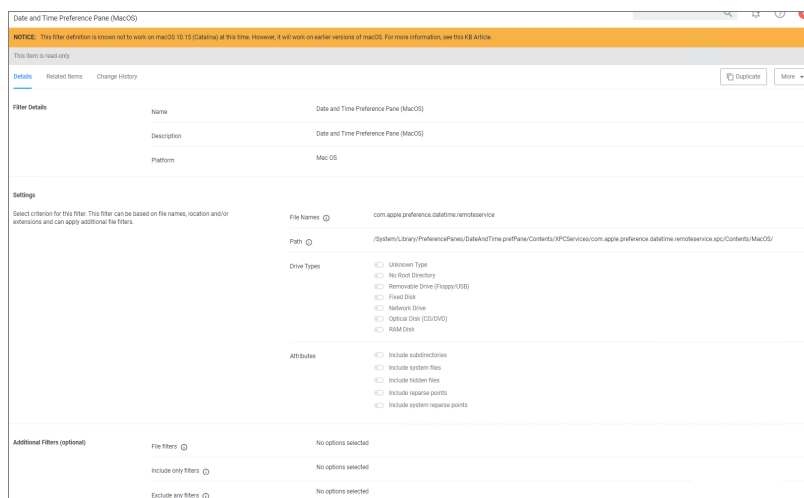 Date and Time Preference Pane (MacOS)
NOTICE: This filter definition is known not to work on macOS 10.15 (Catalina) at this time. However, it will work on earlier versions of macOS. For more information, see this KB Article.
This item is read-only.
Details Related Items Change History Duplicate More
Filter Details
Name Date and Time Preference Pane (MacOS)
Description Date and Time Preference Pane (MacOS)
Platform Mac OS
Settings
Select criterion for this filter. This filter can be based on file names, location and/or
extensions and can apply additional file filters.
File Names com.apple.preference.datetime.remoteservice
Path /System/Library/PreferencePanes/DateAndTime.prefPane/Contents/XPCServices/com.apple.preference.datetime.remoteservice.xpc/Contents/MacOS/
Drive Types
Unknown Type
No Root Directory
Removable Drive (Floppy/USB)
Fixed Disk
Network Drive
Optical Disk (CD/DVD)
RAM Disk
Attributes
Include subdirectories
Include system files
Include hidden files
Include reparse points
Include system reparse points
Additional Filters (optional)
File filters No options selected
Include only filters No options selected
Exclude any filters No options selected